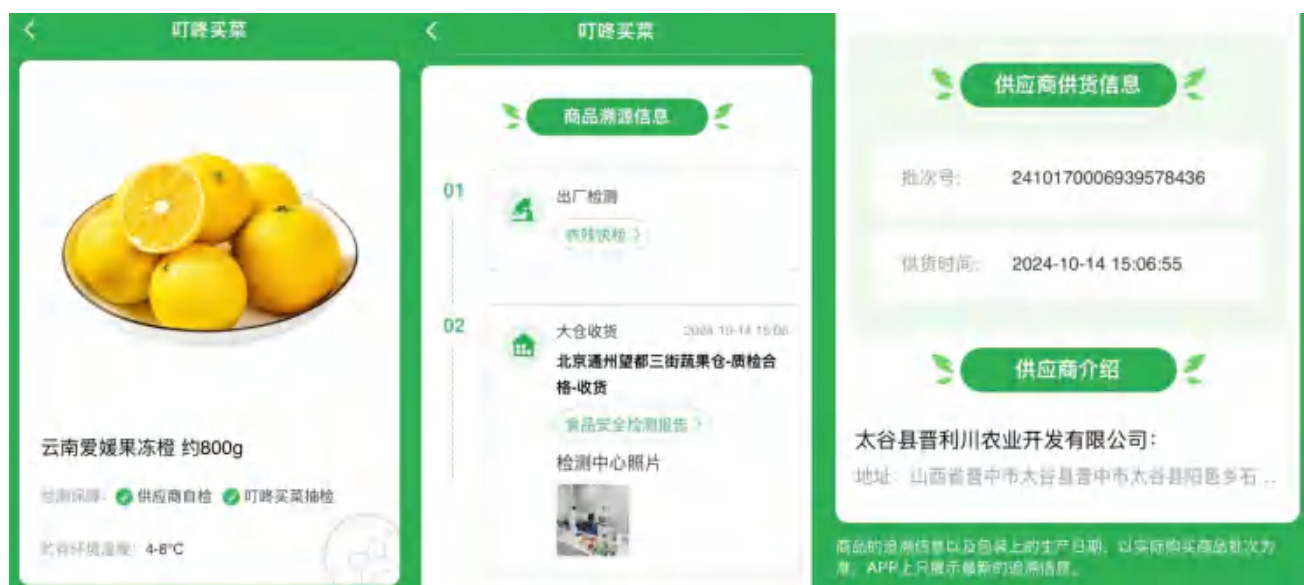 叮咚买菜
云南爱媛果冻橙 约800g
检测保障: 供应商自检 叮咚买菜抽检
贮存环境温度: 4-8°C
叮咚买菜
商品溯源信息
01
出厂检测
农残快检 >
02
大仓收货 2024-10-14 15:06
北京通州望都三街蔬果仓-质检合
格-收货
食品安全检测报告 >
检测中心照片
供应商供货信息
批次号: 2410170006939578436
供货时间: 2024-10-14 15:06:55
供应商介绍
太谷县晋利川农业开发有限公司:
地址: 山西省晋中市太谷县晋中市太谷县阳邑乡石 ...
商品的追溯信息以及包装上的生产日期, 以实际购买商品批次为
准, APP上只展示最新的追溯信息。